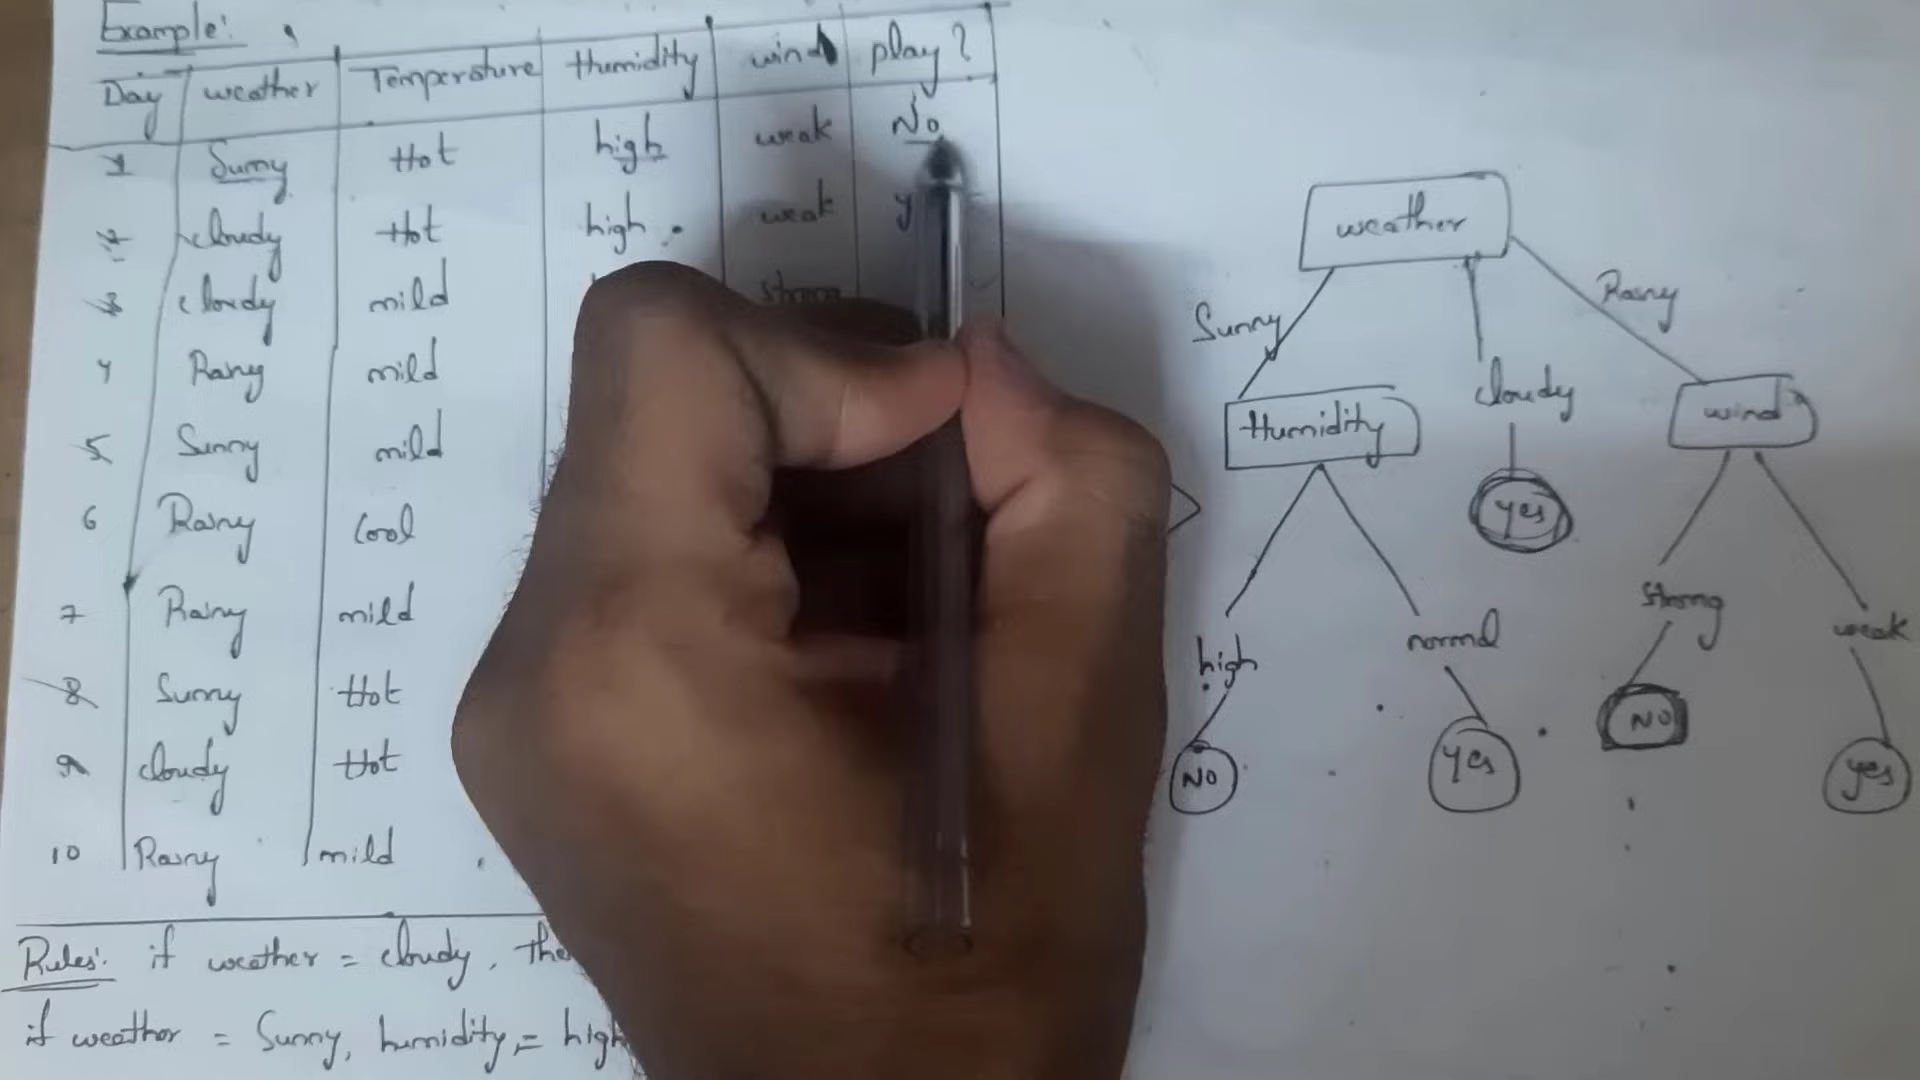 Example:
Day weather Temperature Humidity wind play?
1 Sunny Hot high weak No
2 cloudy Hot high weak
3 cloudy mild strong
4 Rainy mild
5 Sunny mild
6 Rainy Cool
7 Rainy mild
8 Sunny Hot
9 cloudy Hot
10 Rainy mild
Rules: if weather = cloudy,
if weather = Sunny, humidity = high
weather
Sunny cloudy Rainy
Humidity wind
yes
high normal strong weak
No yes No yes